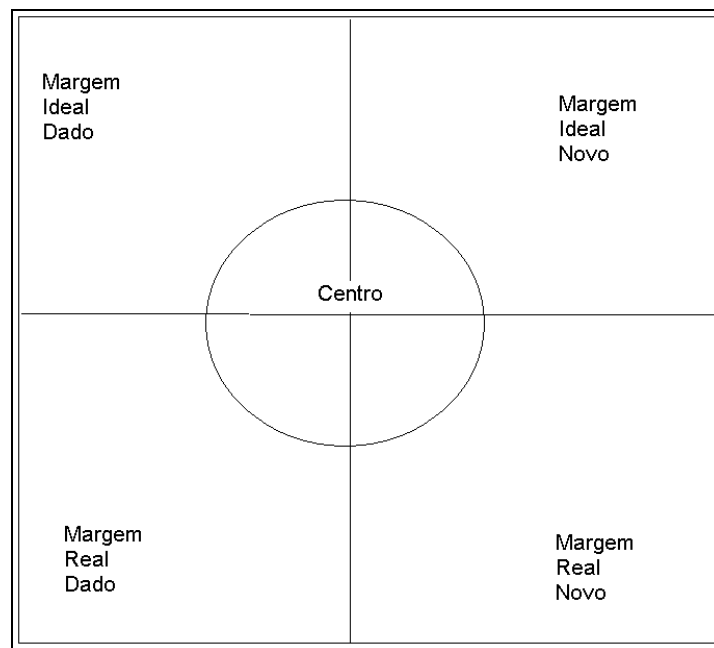 Margem
Ideal
Dado
Margem
Ideal
Novo
Centro
Margem
Real
Dado
Margem
Real
Novo